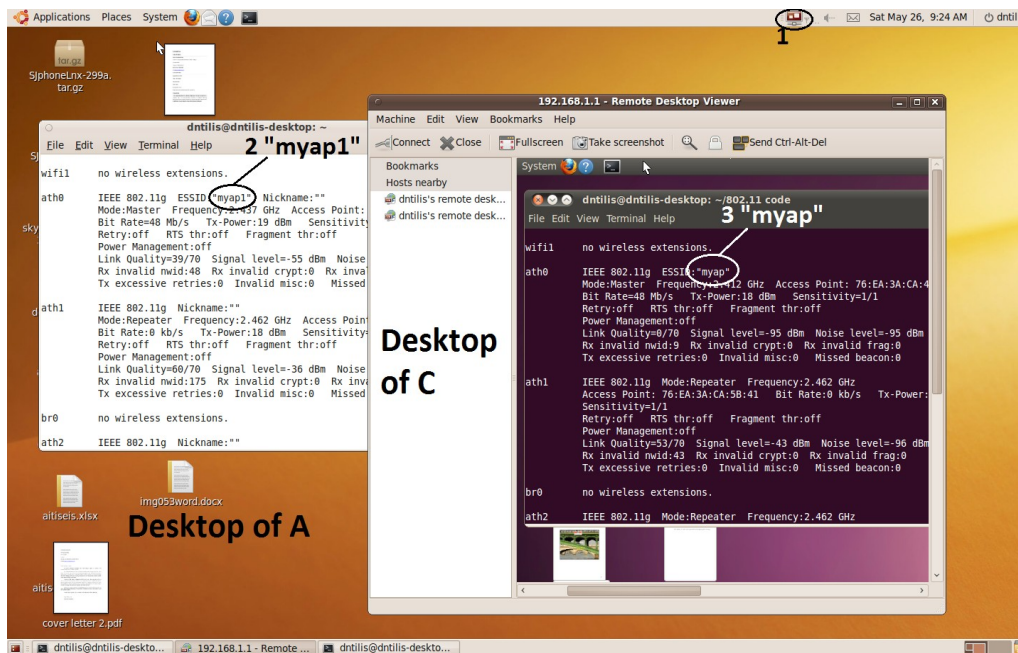 Applications Places System
Sat May 26, 9:24 AM
dntil
1
SJphoneLnx-299a.
tar.gz
tar.gz
192.168.1.1 - Remote Desktop Viewer
Machine Edit View Bookmarks Help
Connect Close Fullscreen Take screenshot Send Ctrl-Alt-Del
Bookmarks
Hosts nearby
dntilis's remote desk...
dntilis's remote desk...
dntilis@dntilis-desktop: ~
File Edit View Terminal Help
2 "myap1"
wifi1 no wireless extensions.
ath0 IEEE 802.11g ESSID:"myap1" Nickname:""
Mode:Master Frequency:2.437 GHz Access Point:
Bit Rate=48 Mb/s Tx-Power:19 dBm Sensitivity
Retry:off RTS thr:off Fragment thr:off
Power Management:off
Link Quality=39/70 Signal level=-55 dBm Noise
Rx invalid nwid:48 Rx invalid crypt:0 Rx inva
Tx excessive retries:0 Invalid misc:0 Missed
ath1 IEEE 802.11g Nickname:""
Mode:Repeater Frequency:2.462 GHz Access Poin
Bit Rate:0 kb/s Tx-Power:18 dBm Sensitivity
Retry:off RTS thr:off Fragment thr:off
Power Management:off
Link Quality=60/70 Signal level=-36 dBm Noise
Rx invalid nwid:175 Rx invalid crypt:0 Rx inva
Tx excessive retries:0 Invalid misc:0 Missed
br0 no wireless extensions.
ath2 IEEE 802.11g Nickname:""
System
dntilis@dntilis-desktop: ~/802.11 code
File Edit View Terminal Help
3 "myap"
wifi1 no wireless extensions.
ath0 IEEE 802.11g ESSID:"myap"
Mode:Master Frequency:2.412 GHz Access Point: 76:EA:3A:CA:4
Bit Rate=48 Mb/s Tx-Power:18 dBm Sensitivity=1/1
Retry:off RTS thr:off Fragment thr:off
Power Management:off
Link Quality=0/70 Signal level=-95 dBm Noise level=-95 dBm
Rx invalid nwid:9 Rx invalid crypt:0 Rx invalid frag:0
Tx excessive retries:0 Invalid misc:0 Missed beacon:0
ath1 IEEE 802.11g Mode:Repeater Frequency:2.462 GHz
Access Point: 76:EA:3A:CA:5B:41 Bit Rate:0 kb/s Tx-Power:
Sensitivity=1/1
Retry:off RTS thr:off Fragment thr:off
Power Management:off
Link Quality=53/70 Signal level=-43 dBm Noise level=-96 dBm
Rx invalid nwid:43 Rx invalid crypt:0 Rx invalid frag:0
Tx excessive retries:0 Invalid misc:0 Missed beacon:0
br0 no wireless extensions.
ath2 IEEE 802.11g Mode:Repeater Frequency:2.462 GHz
Desktop
of C
SJ
sky
d
aitiseis.xlsx
img053word.docx
Desktop of A
aitis
cover letter 2.pdf
dntilis@dntilis-deskto...
192.168.1.1 - Remote ...
dntilis@dntilis-deskto...